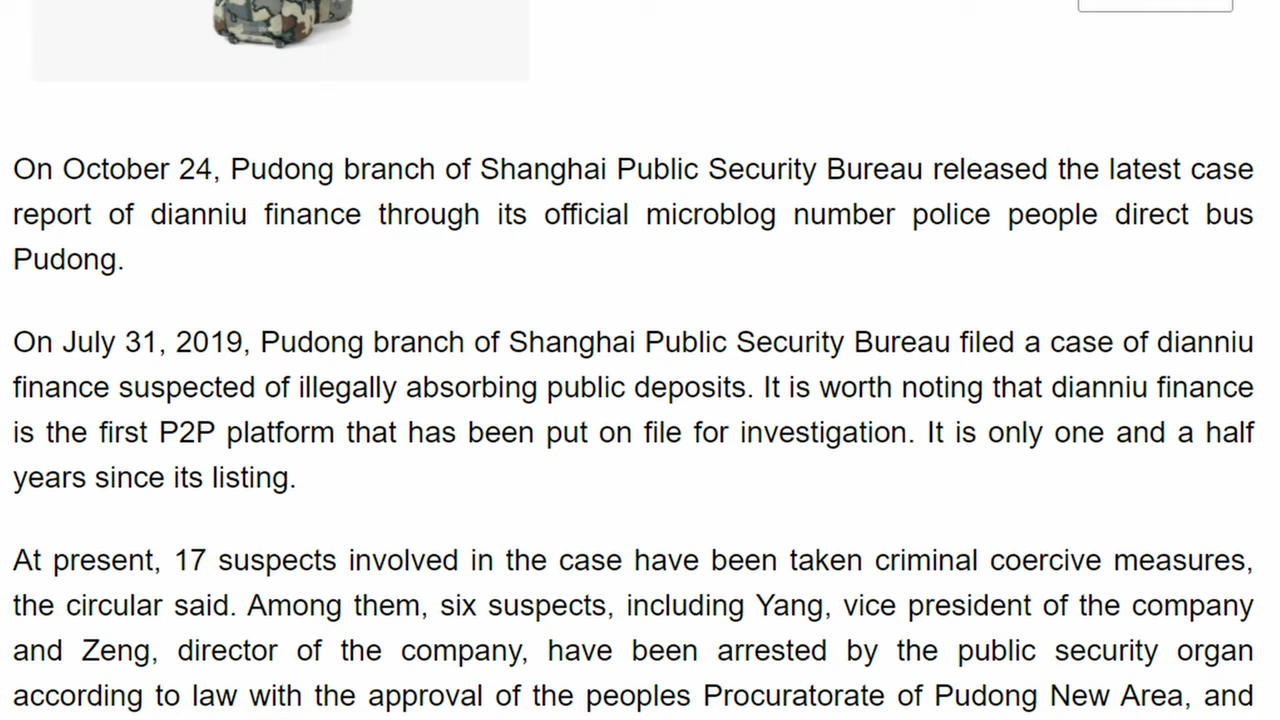 On October 24, Pudong branch of Shanghai Public Security Bureau released the latest case
report of dianniu finance through its official microblog number police people direct bus
Pudong.
On July 31, 2019, Pudong branch of Shanghai Public Security Bureau filed a case of dianniu
finance suspected of illegally absorbing public deposits. It is worth noting that dianniu finance
is the first P2P platform that has been put on file for investigation. It is only one and a half
years since its listing.
At present, 17 suspects involved in the case have been taken criminal coercive measures,
the circular said. Among them, six suspects, including Yang, vice president of the company
and Zeng, director of the company, have been arrested by the public security organ
according to law with the approval of the peoples Procuratorate of Pudong New Area, and